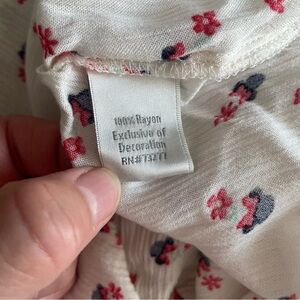 100% Rayon
Exclusive of
Decoration
RN#73277